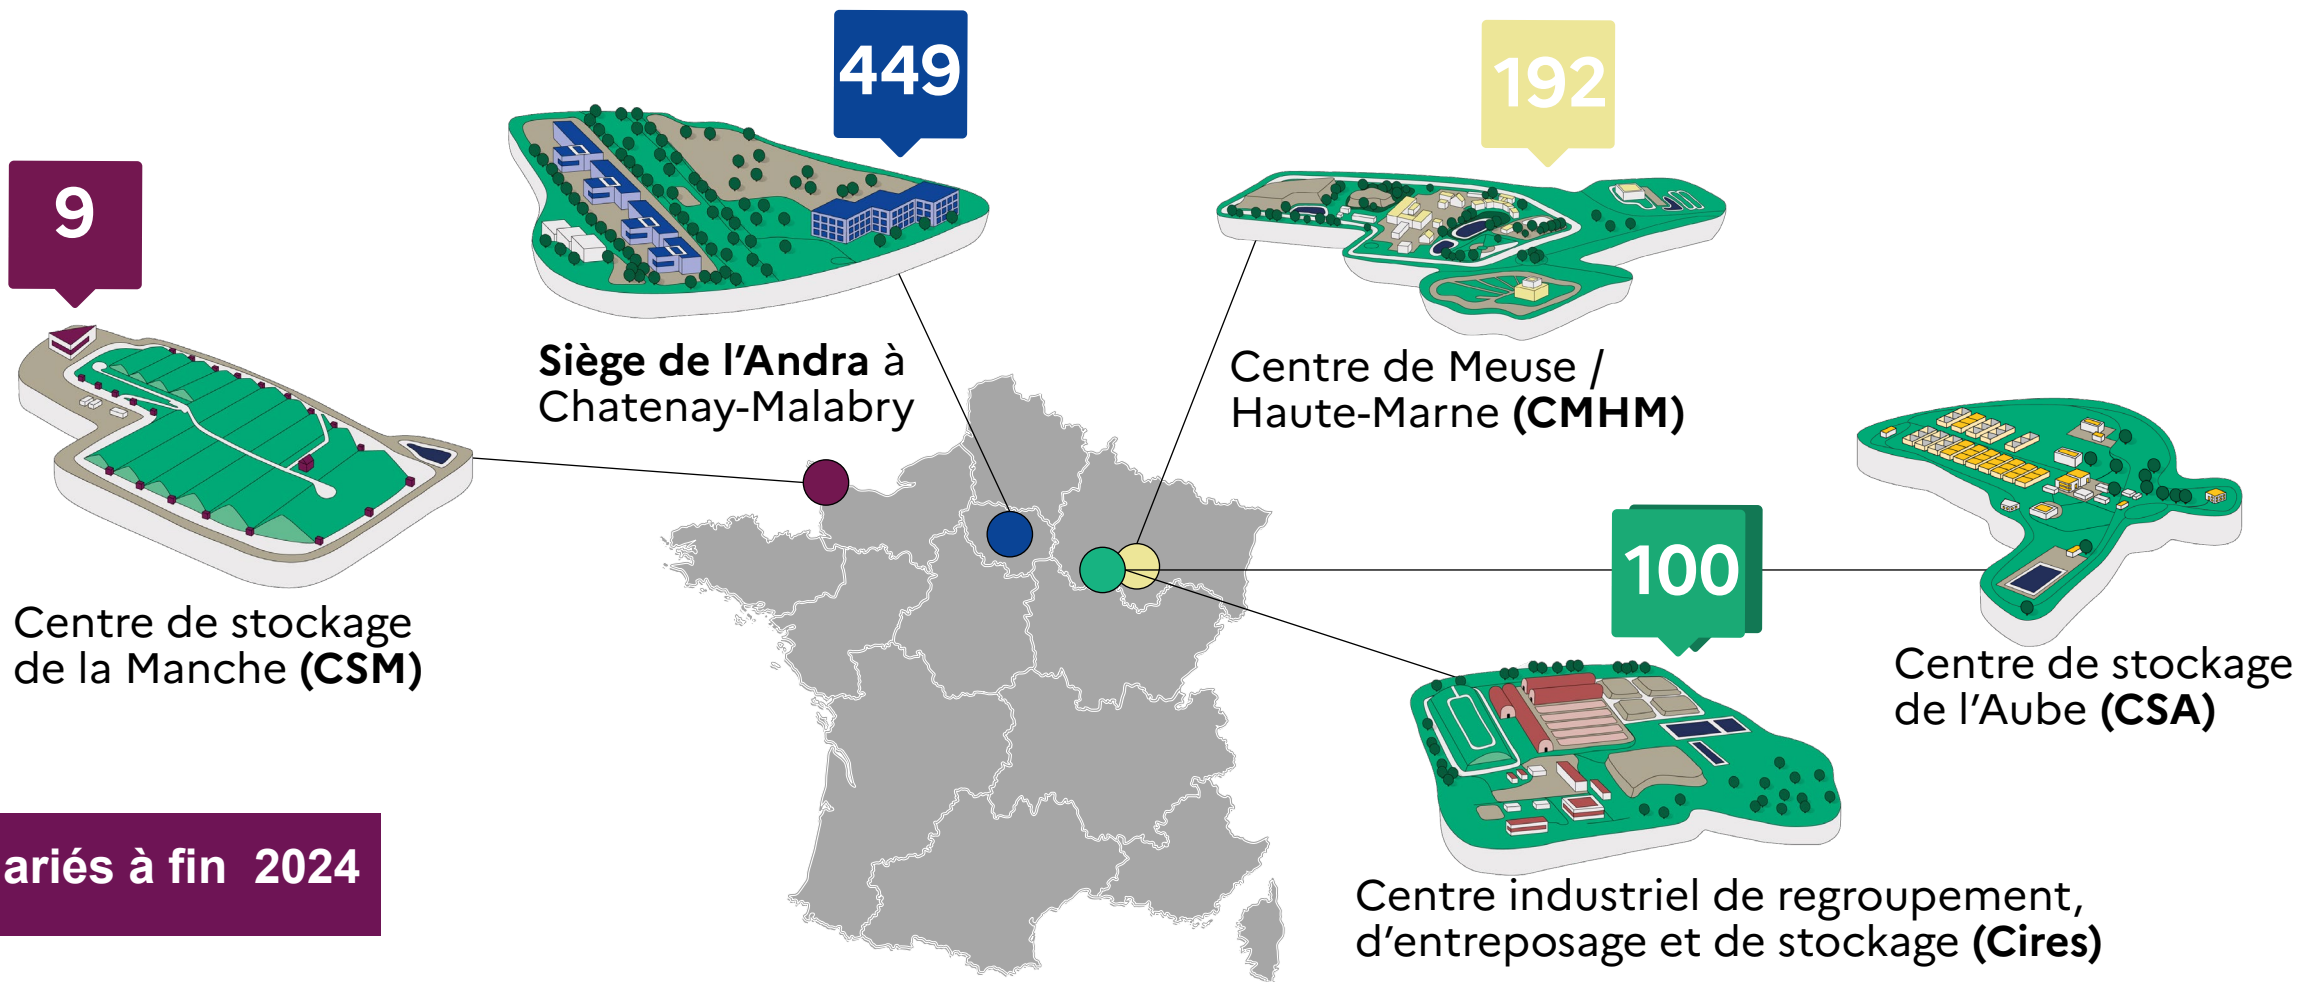 449
192
9
Siège de l'Andra à
Chatenay-Malabry
Centre de Meuse /
Haute-Marne (CMHM)
100
Centre de stockage
de la Manche (CSM)
Centre de stockage
de l'Aube (CSA)
ariés à fin 2024
Centre industriel de regroupement,
d'entreposage et de stockage (Cires)